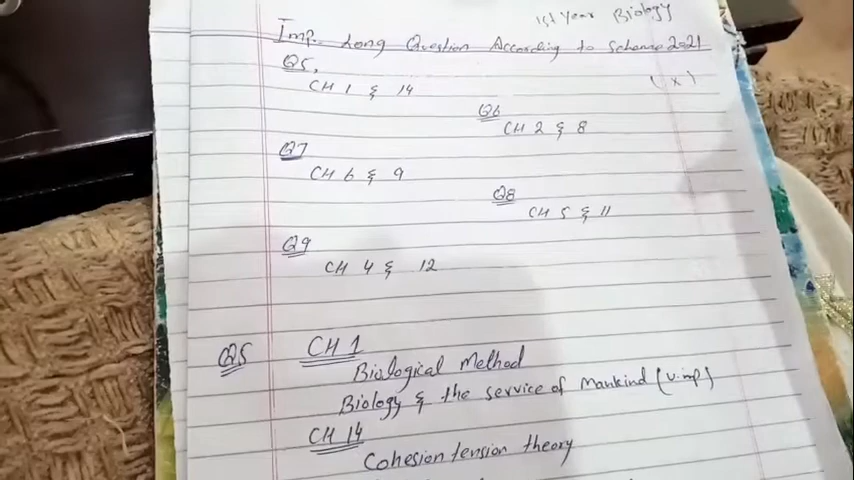 1st Year Biology
Imp. Long Question According to Scheme 2021
Q5,
CH 1 & 14
(x)
Q6
CH 2 & 8
Q7
CH 6 & 9
Q8
CH 5 & 11
Q9
CH 4 & 12
Q5 CH 1
Biological Method
Biology & the service of Mankind (v.imp)
CH 14
Cohesion tension theory